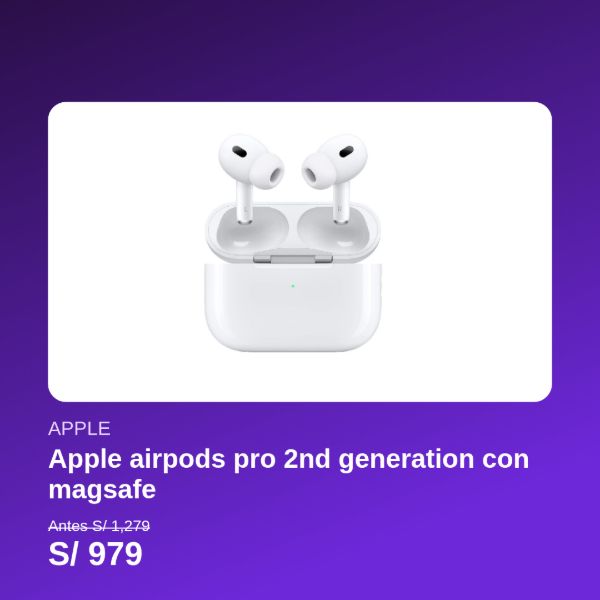 APPLE
Apple airpods pro 2nd generation con
magsafe
Antes S/ 1,279
S/ 979